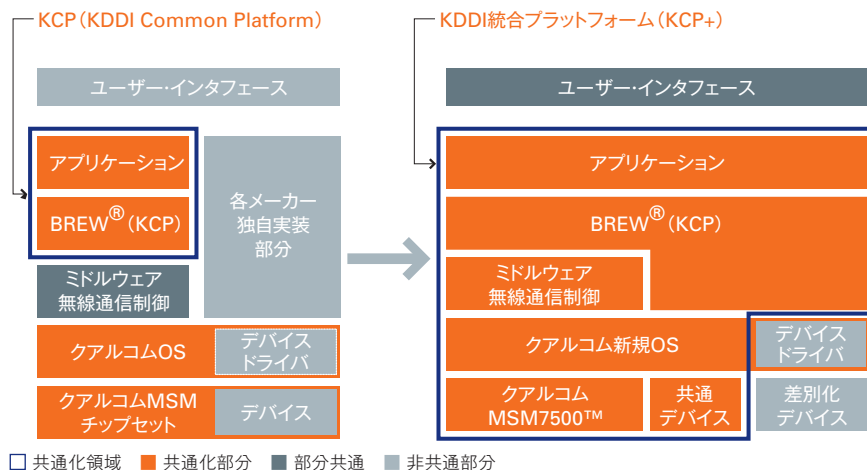 KCP(KDDI Common Platform)
ユーザー・インタフェース
アプリケーション
BREW®(KCP)
各メーカー
独自実装
部分
ミドルウェア
無線通信制御
クアルコムOS
デバイス
ドライバ
クアルコムMSM
チップセット
デバイス
KDDI統合プラットフォーム(KCP+)
ユーザー・インタフェース
アプリケーション
BREW®(KCP)
ミドルウェア
無線通信制御
クアルコム新規OS
デバイス
ドライバ
クアルコム
MSM7500™
共通
デバイス
差別化
デバイス
共通化領域 共通化部分 部分共通 非共通部分